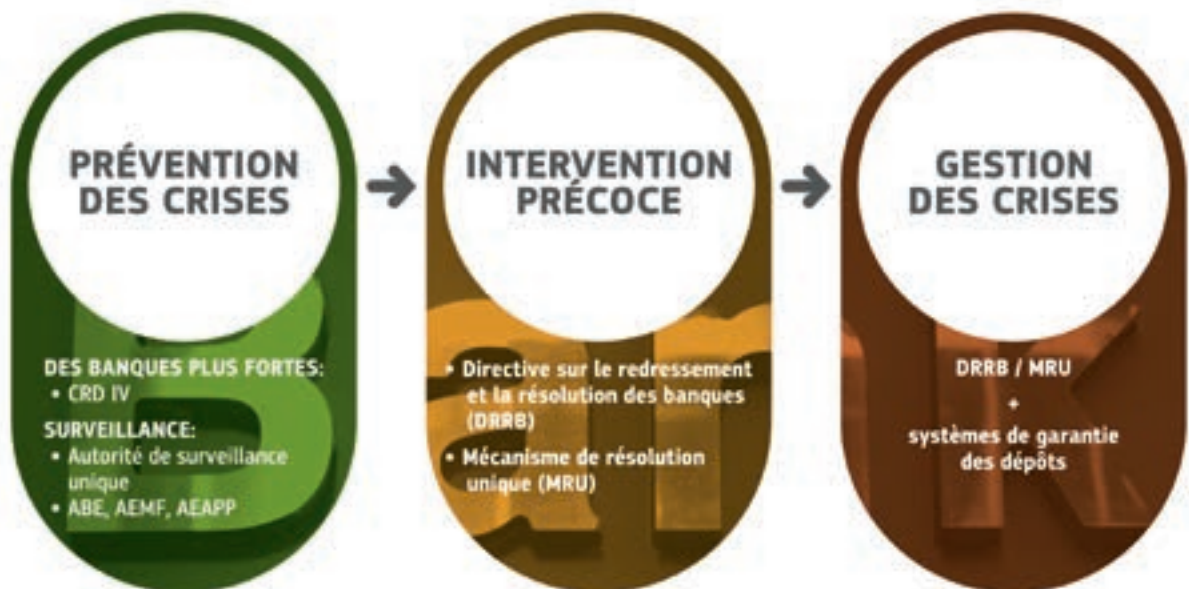 PRÉVENTION
DES CRISES
DES BANQUES PLUS FORTES:
• CRD IV
SURVEILLANCE:
• Autorité de surveillance
unique
• ABE, AEMF, AEAPP
INTERVENTION
PRÉCOCE
• Directive sur le redressement
et la résolution des banques
(DRRB)
• Mécanisme de résolution
unique (MRU)
GESTION
DES CRISES
DRRB / MRU
+
systèmes de garantie
des dépôts
Bank